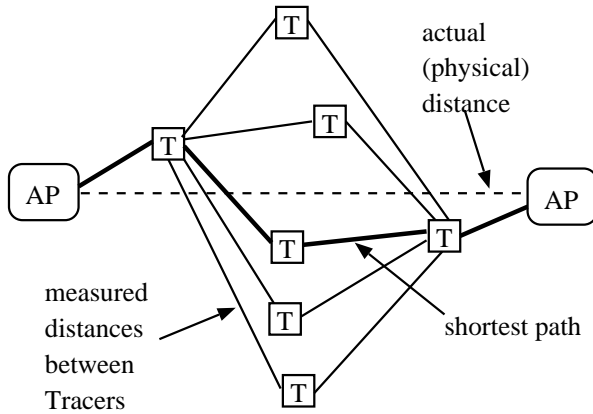 T
actual
(physical)
distance
T
T
AP
AP
T
T
measured
distances
between
Tracers
T
shortest path
T